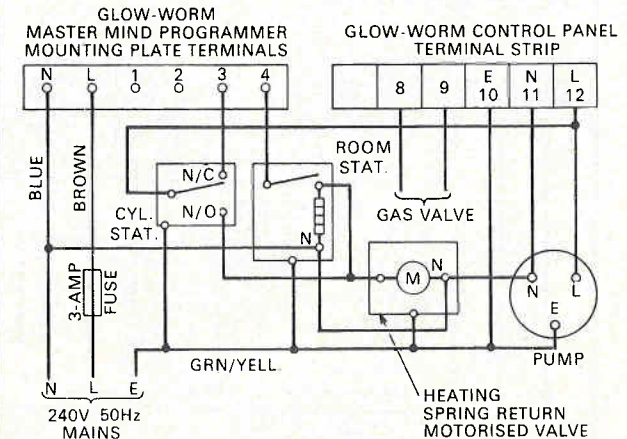 GLOW-WORM
MASTER MIND PROGRAMMER
MOUNTING PLATE TERMINALS
GLOW-WORM CONTROL PANEL
TERMINAL STRIP
N L 1 2 3 4
8 9 E 10 N 11 L 12
BLUE
BROWN
N/C
N/O
CYL.
STAT.
ROOM
STAT.
N
GAS VALVE
M
N
N L
E
PUMP
3-AMP
FUSE
GRN/YELL
N L E
240V 50Hz
MAINS
HEATING
SPRING RETURN
MOTORISED VALVE